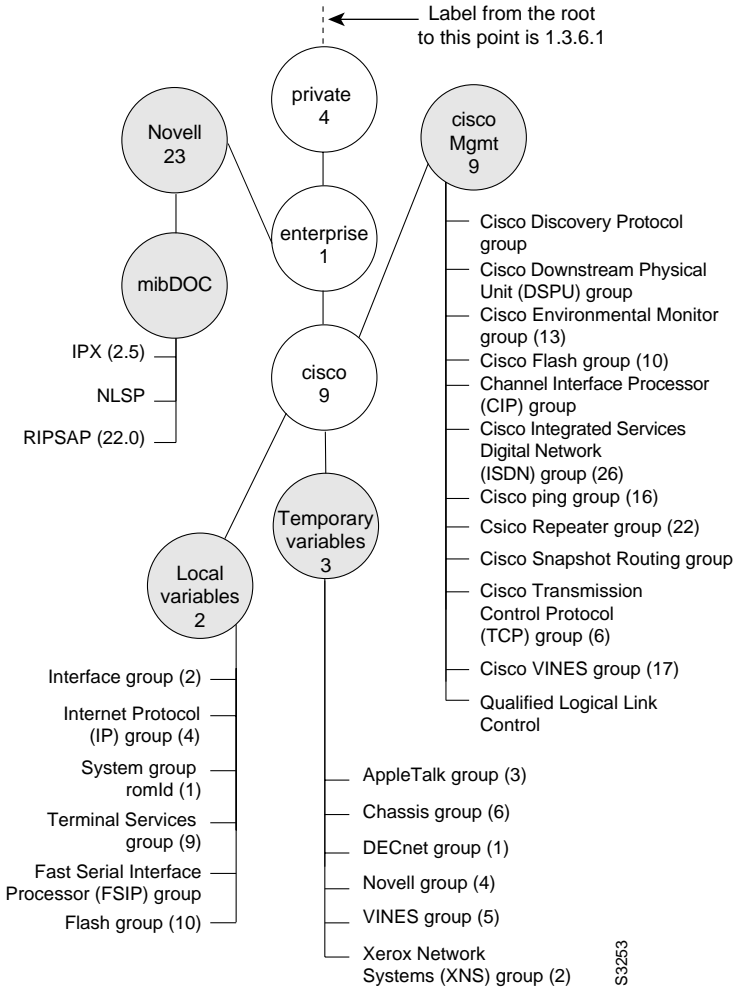 Label from the root
to this point is 1.3.6.1
private
4
Novell
23
cisco
Mgmt
9
enterprise
1
mibDOC
cisco
9
IPX (2.5)
NLSP
RIPSAP (22.0)
Cisco Discovery Protocol
group
Cisco Downstream Physical
Unit (DSPU) group
Cisco Environmental Monitor
group (13)
Cisco Flash group (10)
Channel Interface Processor
(CIP) group
Cisco Integrated Services
Digital Network
(ISDN) group (26)
Cisco ping group (16)
Csico Repeater group (22)
Cisco Snapshot Routing group
Cisco Transmission
Control Protocol
(TCP) group (6)
Cisco VINES group (17)
Qualified Logical Link
Control
Temporary
variables
3
Local
variables
2
Interface group (2)
Internet Protocol
(IP) group (4)
System group
romId (1)
Terminal Services
group (9)
Fast Serial Interface
Processor (FSIP) group
Flash group (10)
AppleTalk group (3)
Chassis group (6)
DECnet group (1)
Novell group (4)
VINES group (5)
Xerox Network
Systems (XNS) group (2)
S3253